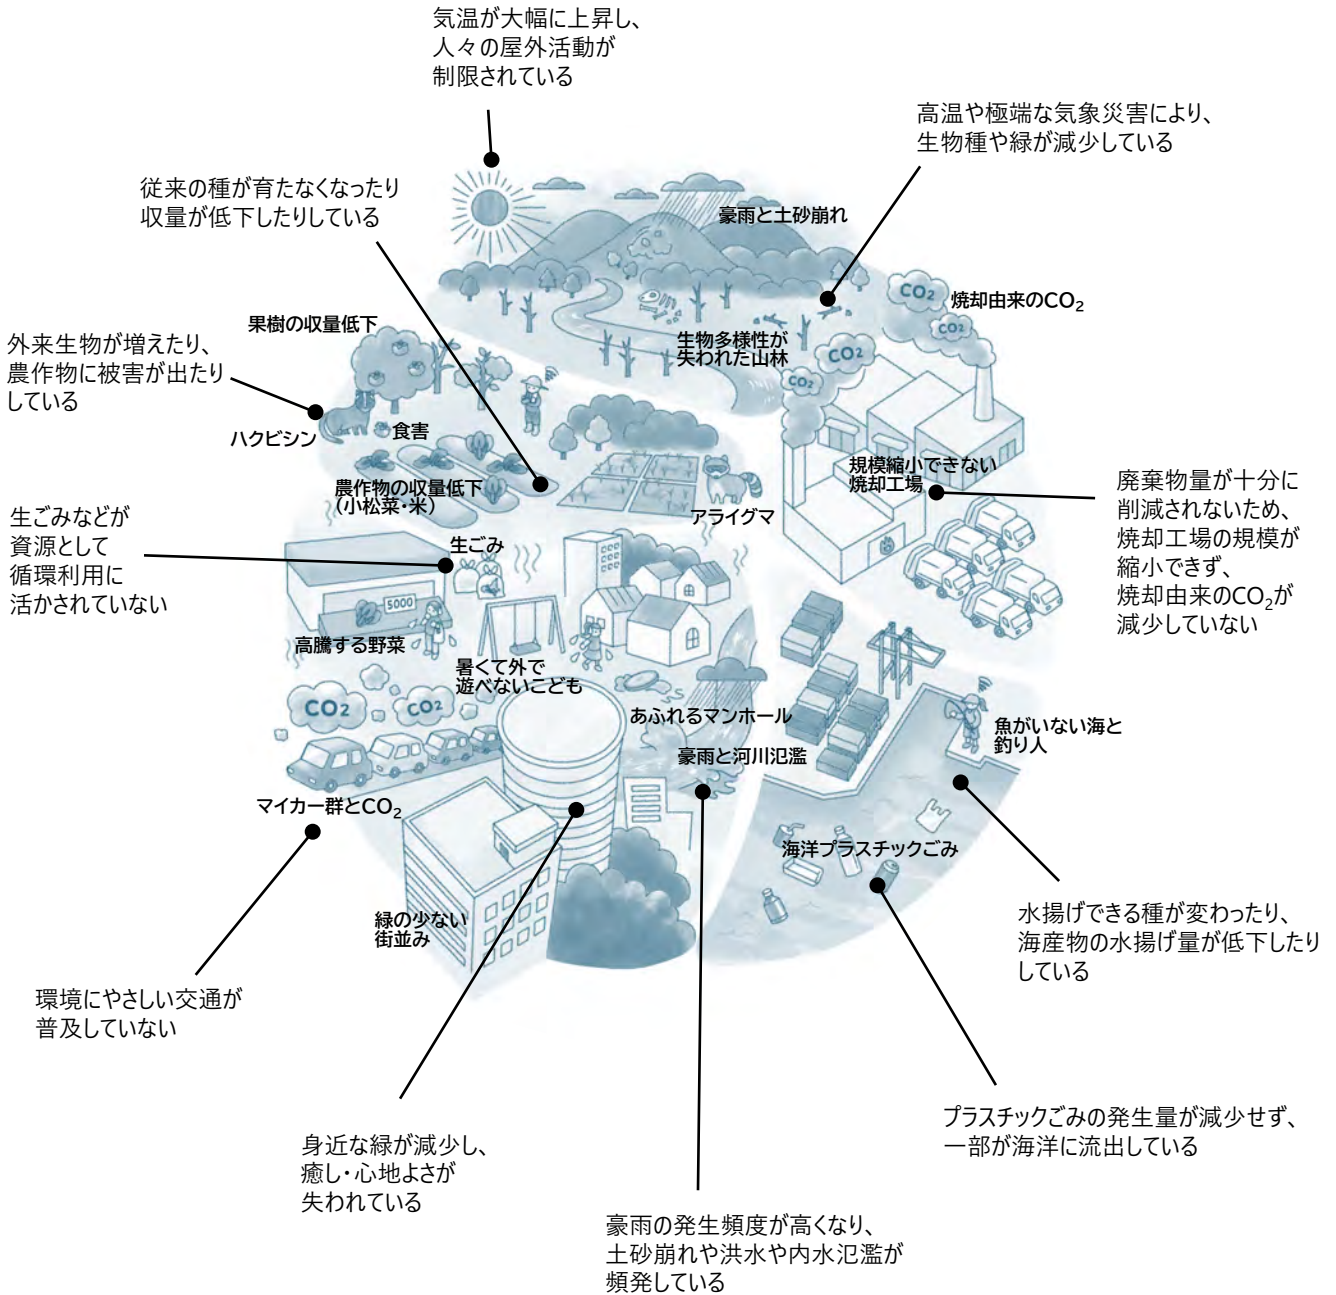 気温が大幅に上昇し、
人々の屋外活動が
制限されている
高温や極端な気象災害により、
生物種や緑が減少している
従来の種が育たなくなったり
収量が低下したりしている
豪雨と土砂崩れ
CO2
焼却由来のCO₂
CO2
果樹の収量低下
生物多様性が
失われた山林
CO2
CO2
外来生物が増えたり、
農作物に被害が出たり
している
ハクビシン
食害
農作物の収量低下
(小松菜・米)
アライグマ
規模縮小できない
焼却工場
廃棄物量が十分に
削減されないため、
焼却工場の規模が
縮小できず、
焼却由来のCO₂が
減少していない
生ごみなどが
資源として
循環利用に
活かされていない
生ごみ
5000
高騰する野菜
暑くて外で
遊べないこども
CO2
CO2
あふれるマンホール
豪雨と河川氾濫
魚がいない海と
釣り人
マイカー群とCO₂
海洋プラスチックごみ
緑の少ない
街並み
水揚げできる種が変わったり、
海産物の水揚げ量が低下したり
している
環境にやさしい交通が
普及していない
プラスチックごみの発生量が減少せず、
一部が海洋に流出している
身近な緑が減少し、
癒し・心地よさが
失われている
豪雨の発生頻度が高くなり、
土砂崩れや洪水や内水氾濫が
頻発している